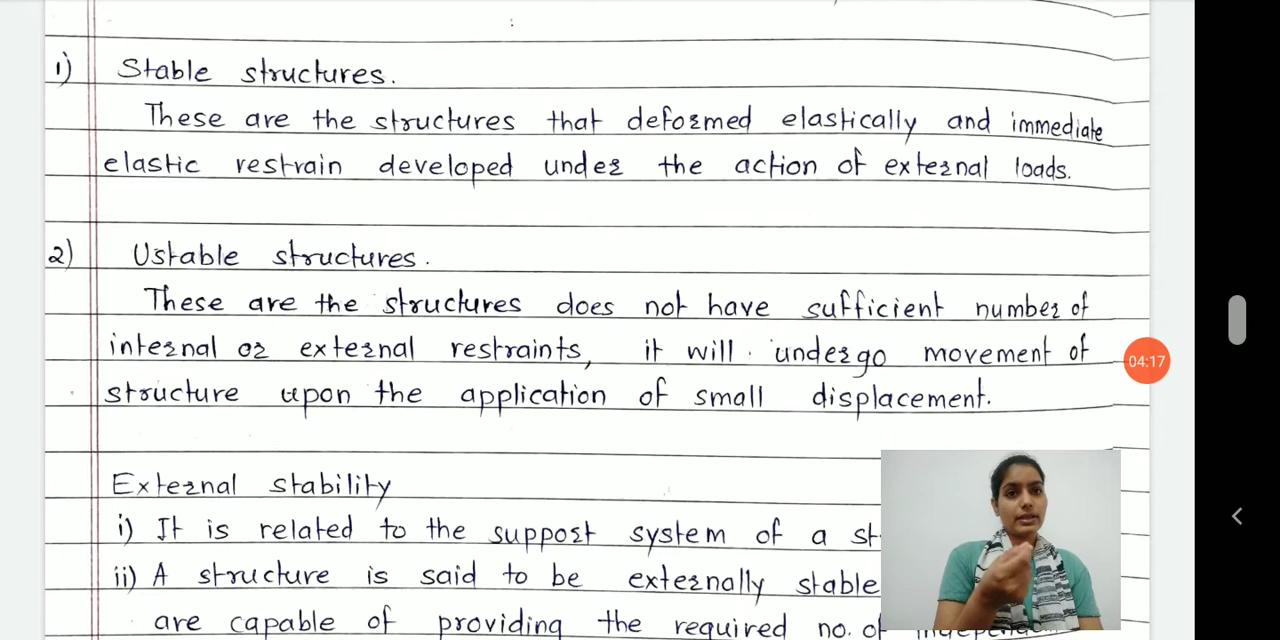 1) Stable structures.
These are the structures that deformed elastically and immediate
elastic restrain developed under the action of external loads.
2) Ustable structures.
These are the structures does not have sufficient number of
internal or external restraints, it will undergo movement of
structure upon the application of small displacement.
04:17
External stability
i) It is related to the support system of a st
ii) A structure is said to be externally stable
are capable of providing the required no. of